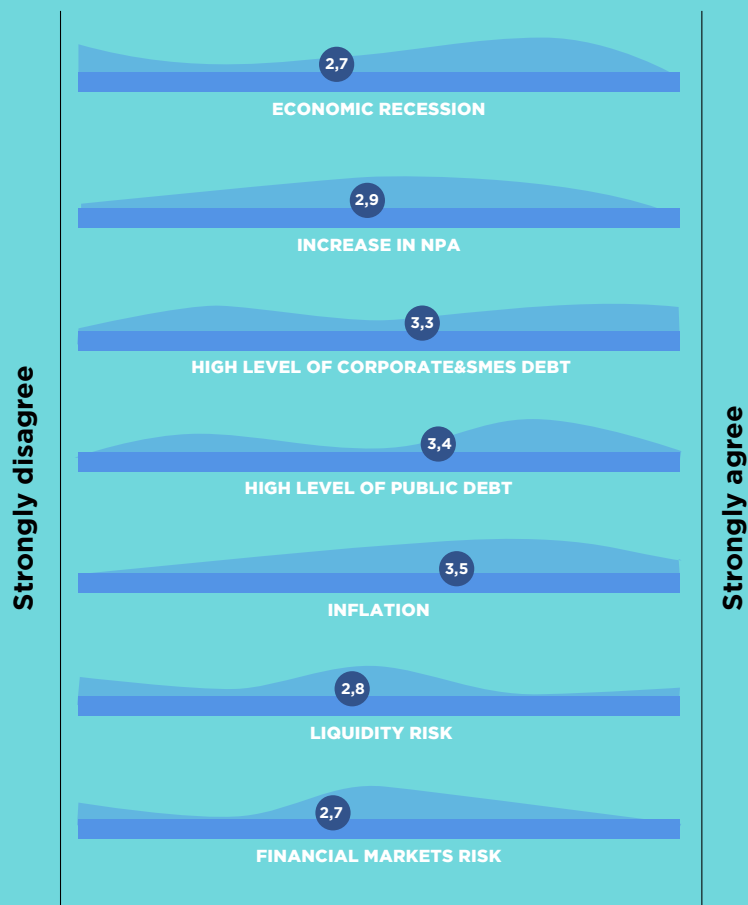 2,7
ECONOMIC RECESSION
2,9
INCREASE IN NPA
3,3
HIGH LEVEL OF CORPORATE&SMES DEBT
3,4
HIGH LEVEL OF PUBLIC DEBT
3,5
INFLATION
2,8
LIQUIDITY RISK
2,7
FINANCIAL MARKETS RISK
Strongly disagree
Strongly agree